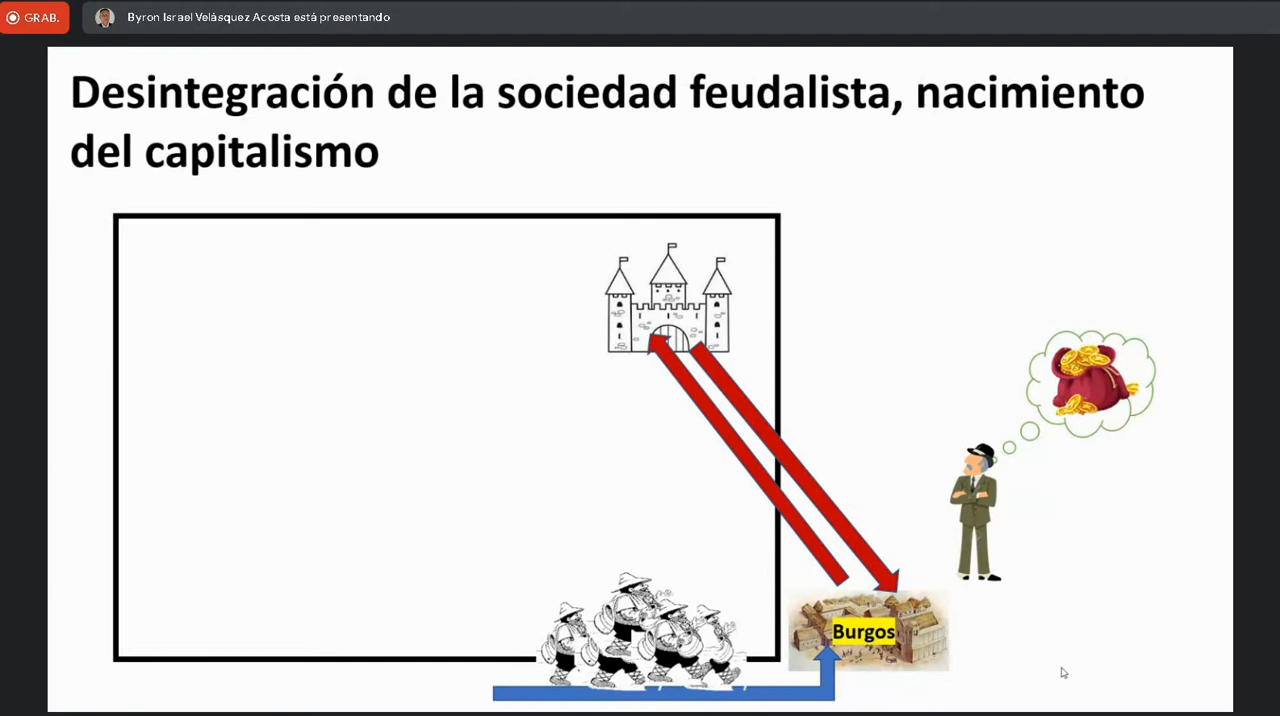 GRAB.
Byron Israel Velásquez Acosta está presentando
Desintegración de la sociedad feudalista, nacimiento
del capitalismo
Burgos